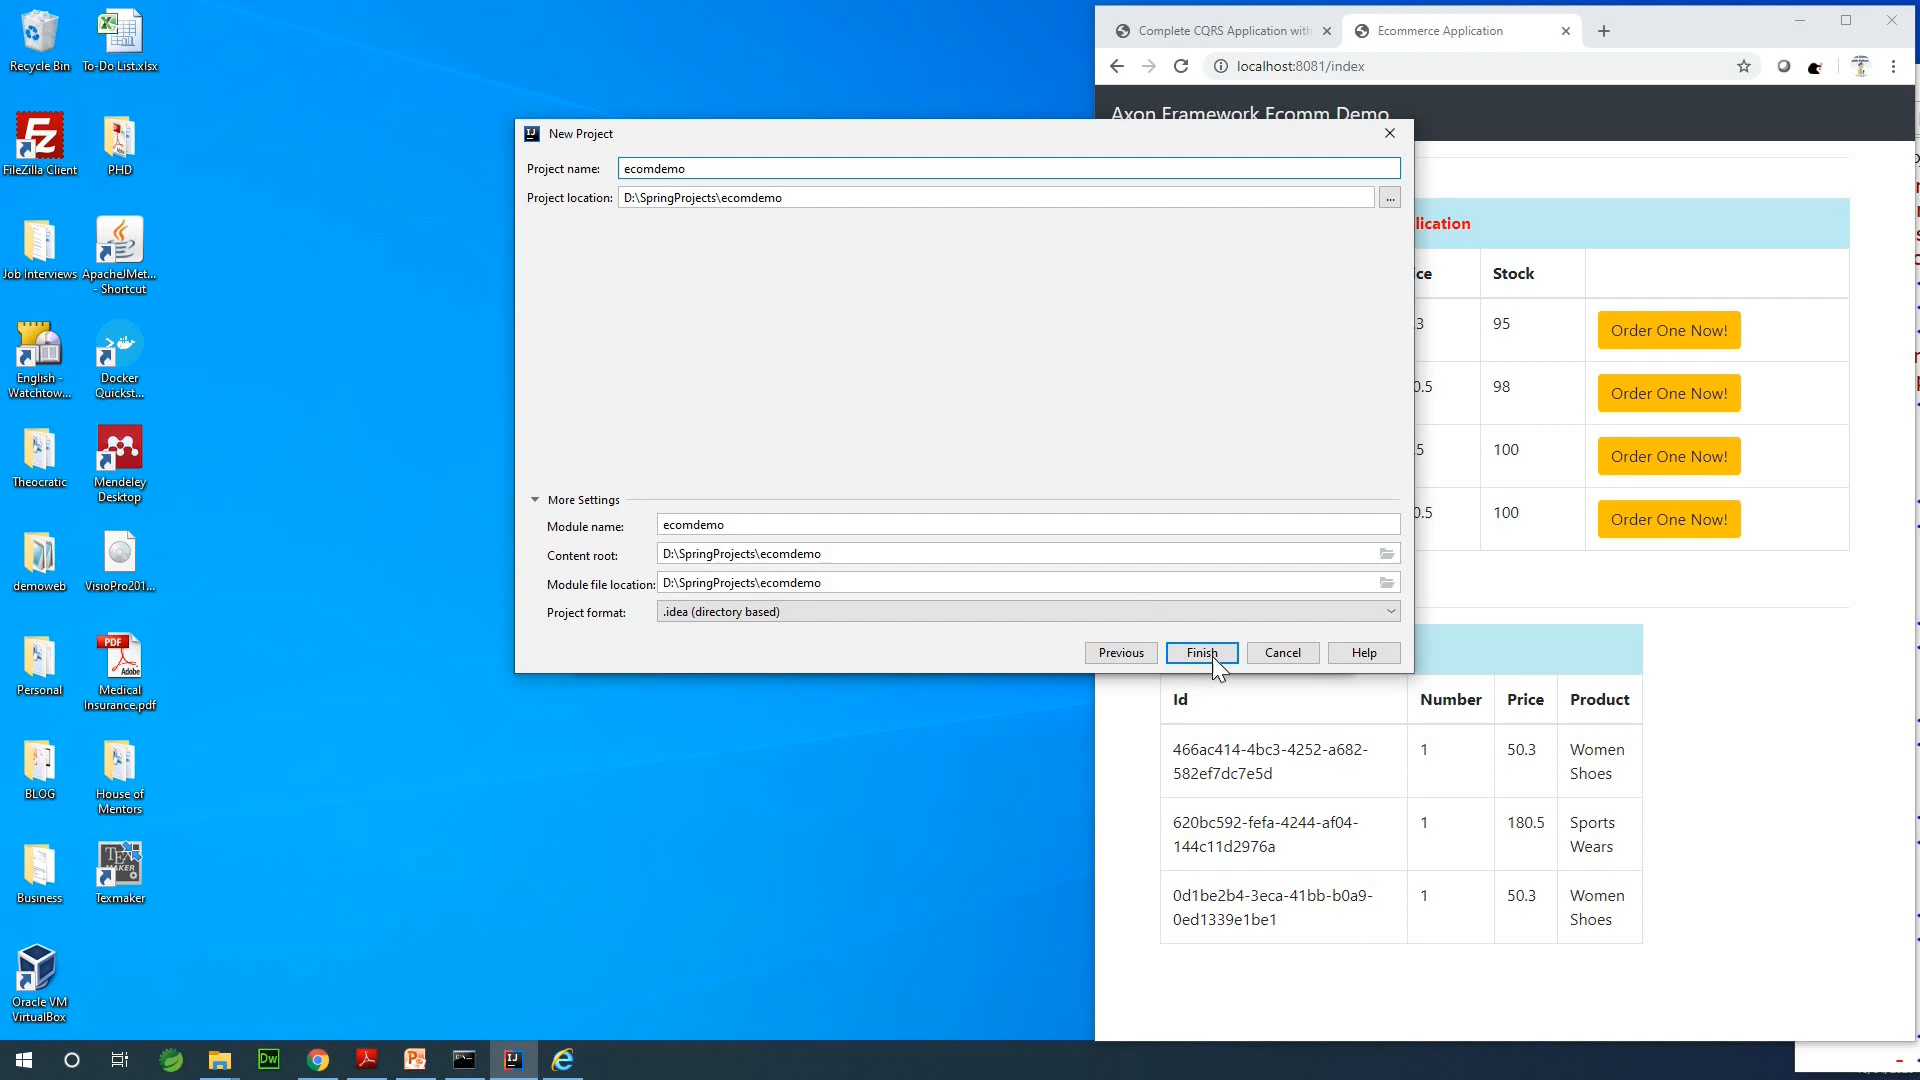 Recycle Bin
To-Do List.xlsx
FileZilla Client
PHD
Job Interviews
ApacheJMet...
- Shortcut
English -
Watchtow...
Docker
Quickst...
Theocratic
Mendeley
Desktop
demoweb
VisioPro201...
Personal
Medical
Insurance.pdf
BLOG
House of
Mentors
Business
Texmaker
Oracle VM
VirtualBox
New Project
Project name:
ecomdemo
Project location:
D:\SpringProjects\ecomdemo
...
More Settings
Module name:
ecomdemo
Content root:
D:\SpringProjects\ecomdemo
Module file location:
D:\SpringProjects\ecomdemo
Project format:
.idea (directory based)
Previous
Finish
Cancel
Help
Complete CQRS Application with
Ecommerce Application
localhost:8081/index
Axon Framework Ecomm Demo
lication
ce Stock
3 95 Order One Now!
0.5 98 Order One Now!
.5 100 Order One Now!
0.5 100 Order One Now!
Id Number Price Product
466ac414-4bc3-4252-a682-
582ef7dc7e5d
1 50.3 Women
Shoes
620bc592-fefa-4244-af04-
144c11d2976a
1 180.5 Sports
Wears
0d1be2b4-3eca-41bb-b0a9-
0ed1339e1be1
1 50.3 Women
Shoes